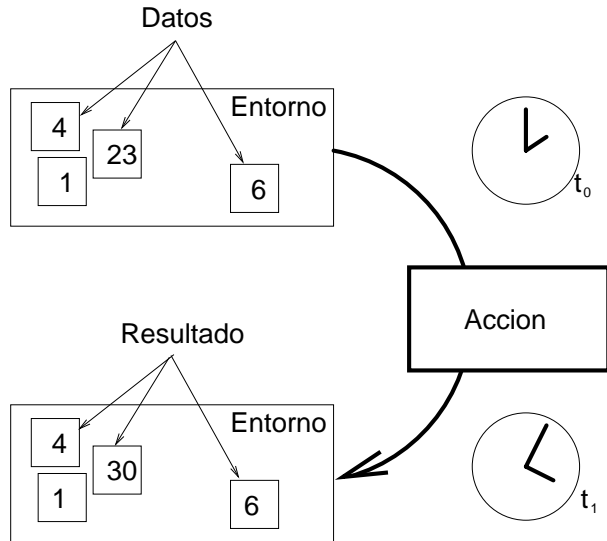 Datos
Entorno
4
23
1
6
t0
Accion
Resultado
Entorno
4
30
1
6
t1